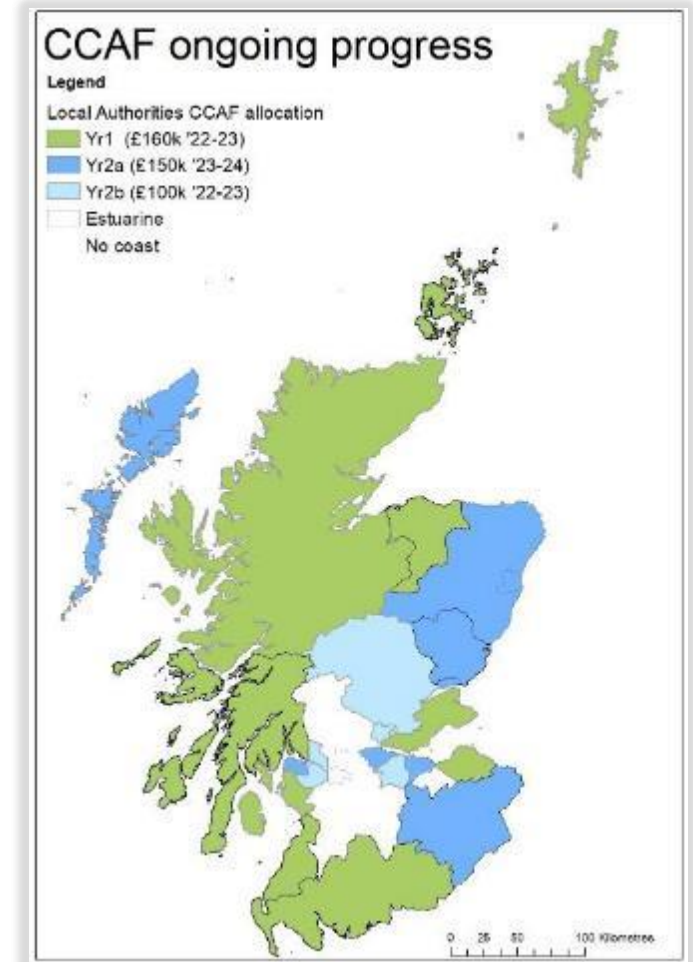 CCAF ongoing progress
Legend
Local Authorities CCAF allocation
Yr1 (£160k '22-23)
Yr2a (£150k '23-24)
Yr2b (£100k '22-23)
Estuarine
No coast
0 25 50 100 Kilometres